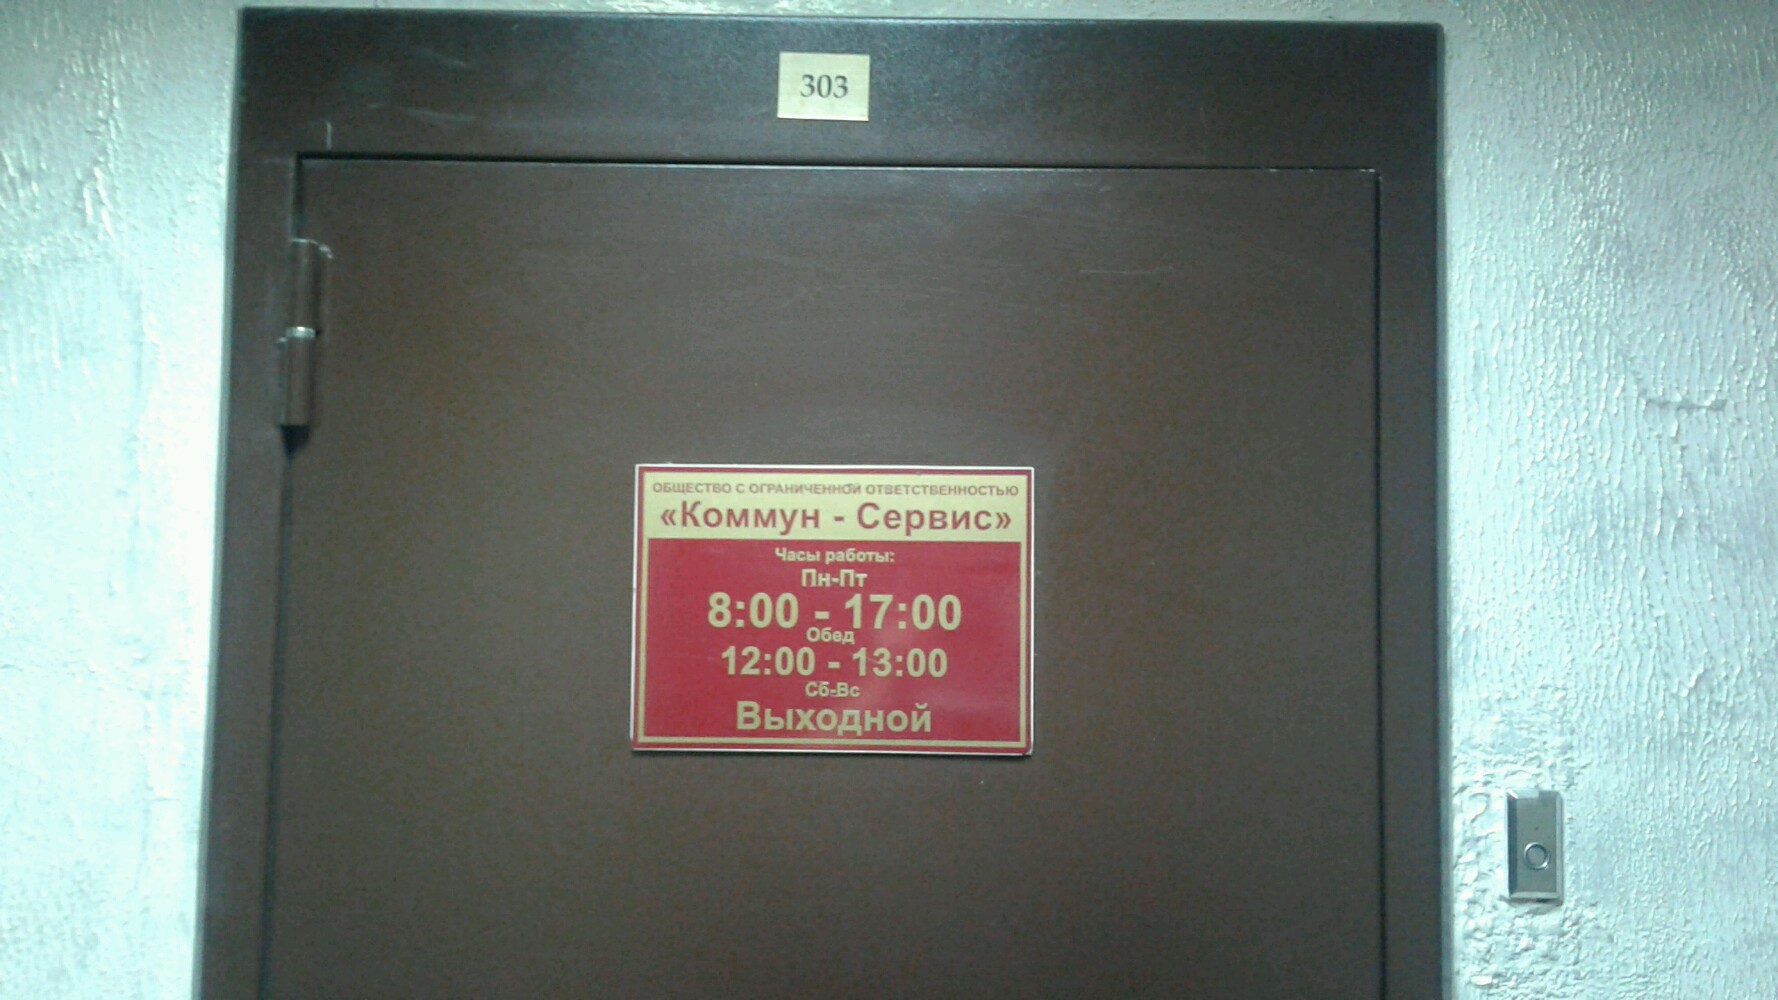 303
ОБЩЕСТВО С ОГРАНИЧЕННОЙ ОТВЕТСТВЕННОСТЬЮ
«Коммун - Сервис»
Часы работы:
Пн-Пт
8:00 - 17:00
Обед
12:00 - 13:00
Сб-Вс
Выходной